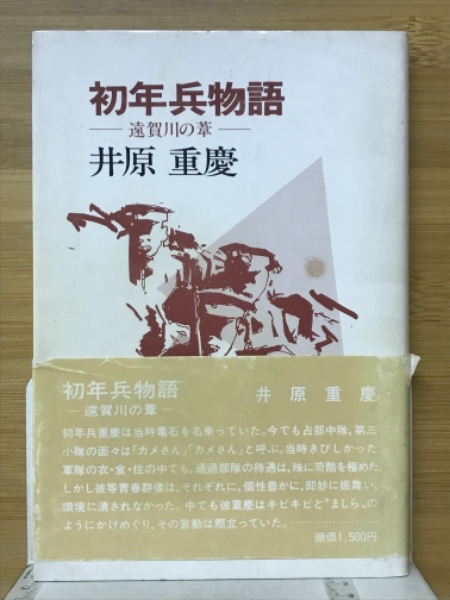 初年兵物語
遠賀川の葦
井原 重慶
初年兵物語
遠賀川の葦
井原重慶
初年兵重慶は当時亀石を名乗っていた。今でも占部中隊、第三
小隊の面々は「カメさん」「カメさん」と呼ぶ。当時きびしかった
軍隊の衣・食・住の中でも、通過部隊の待遇は、殊に苛酷を極めた。
しかし彼等青春群像は、それぞれに、個性豊かに、即妙に振舞い、
環境に潰されなかった。中でも彼重慶はキビキビと"ましら"の
ようにかけめぐり、その言動は際立っていた。……………………
頒価1,500円